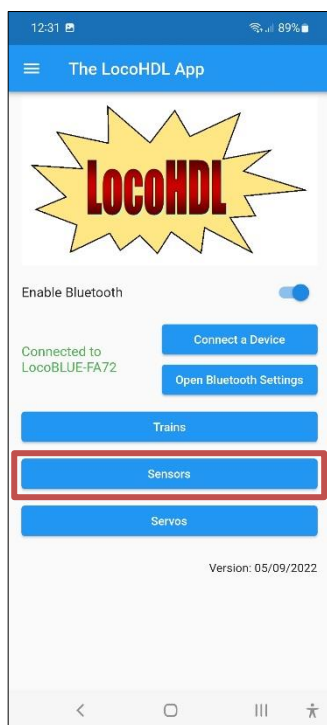 12:31 89%
The LocoHDL App
LOCOHDL
Enable Bluetooth
Connected to
LocoBLUE-FA72
Connect a Device
Open Bluetooth Settings
Trains
Sensors
Servos
Version: 05/09/2022